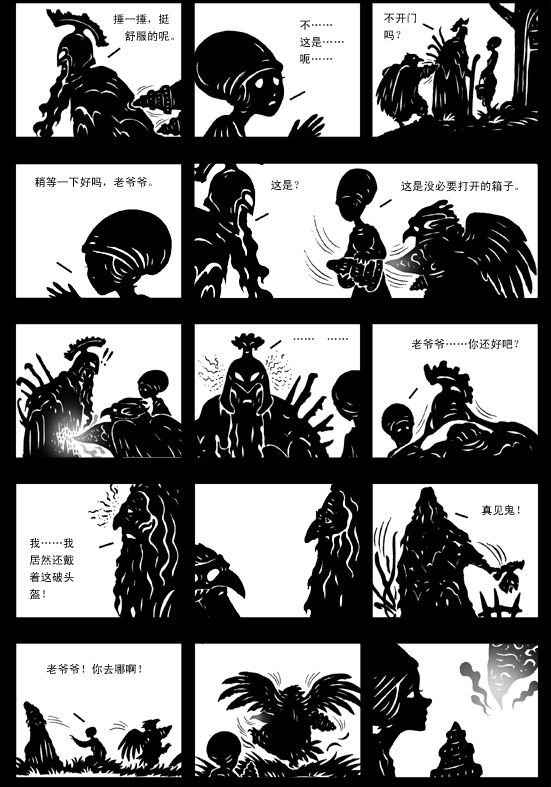 捶一捶，挺
舒服的呢。
不……
这是……
呃……
不开门
吗？
稍等一下好吗，老爷爷。
这是？
这是没必要打开的箱子。
…… ……
老爷爷……你还好吧？
我……我
居然还戴
着这破头
盔！
真见鬼！
老爷爷！你去哪啊！